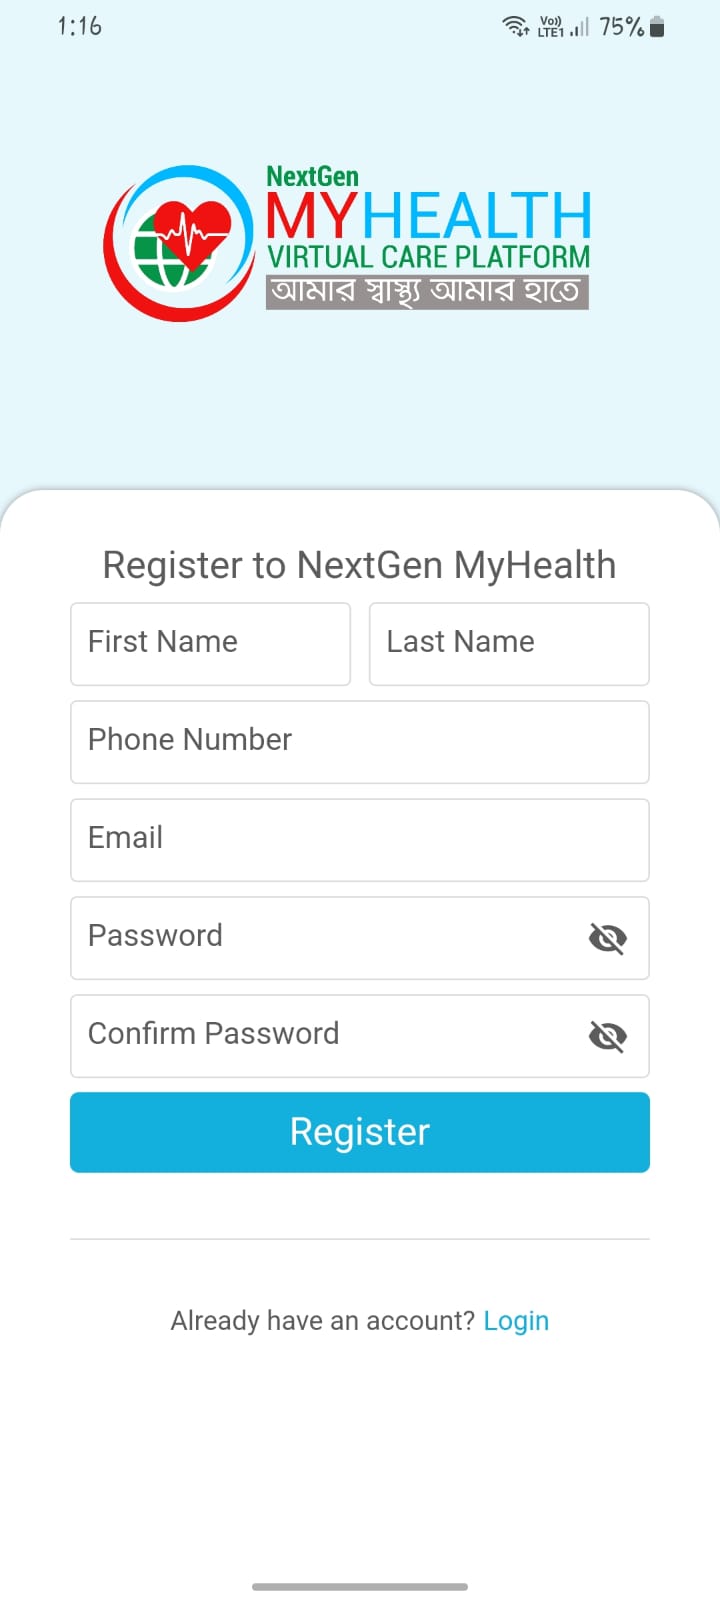 1:16 Vo)) LTE1 75%
NextGen
MYHEALTH
VIRTUAL CARE PLATFORM
আমার স্বাস্থ্য আমার হাতে
Register to NextGen MyHealth
First Name Last Name
Phone Number
Email
Password
Confirm Password
Register
Already have an account? Login